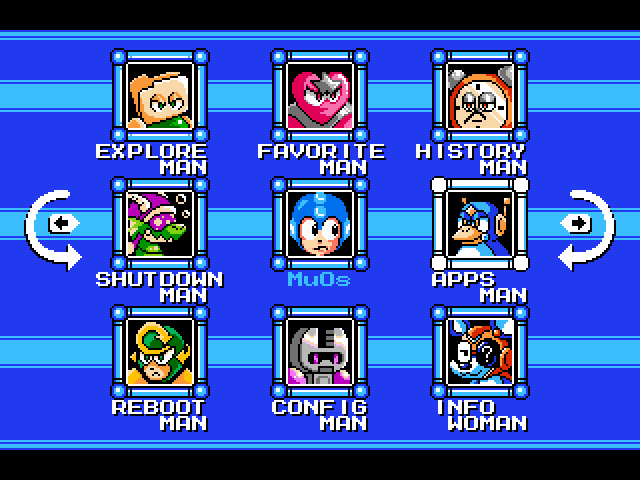 EXPLORE MAN
FAVORITE MAN
HISTORY MAN
SHUTDOWN MAN
MuOs
APPS MAN
REBOOT MAN
CONFIG MAN
INFO WOMAN